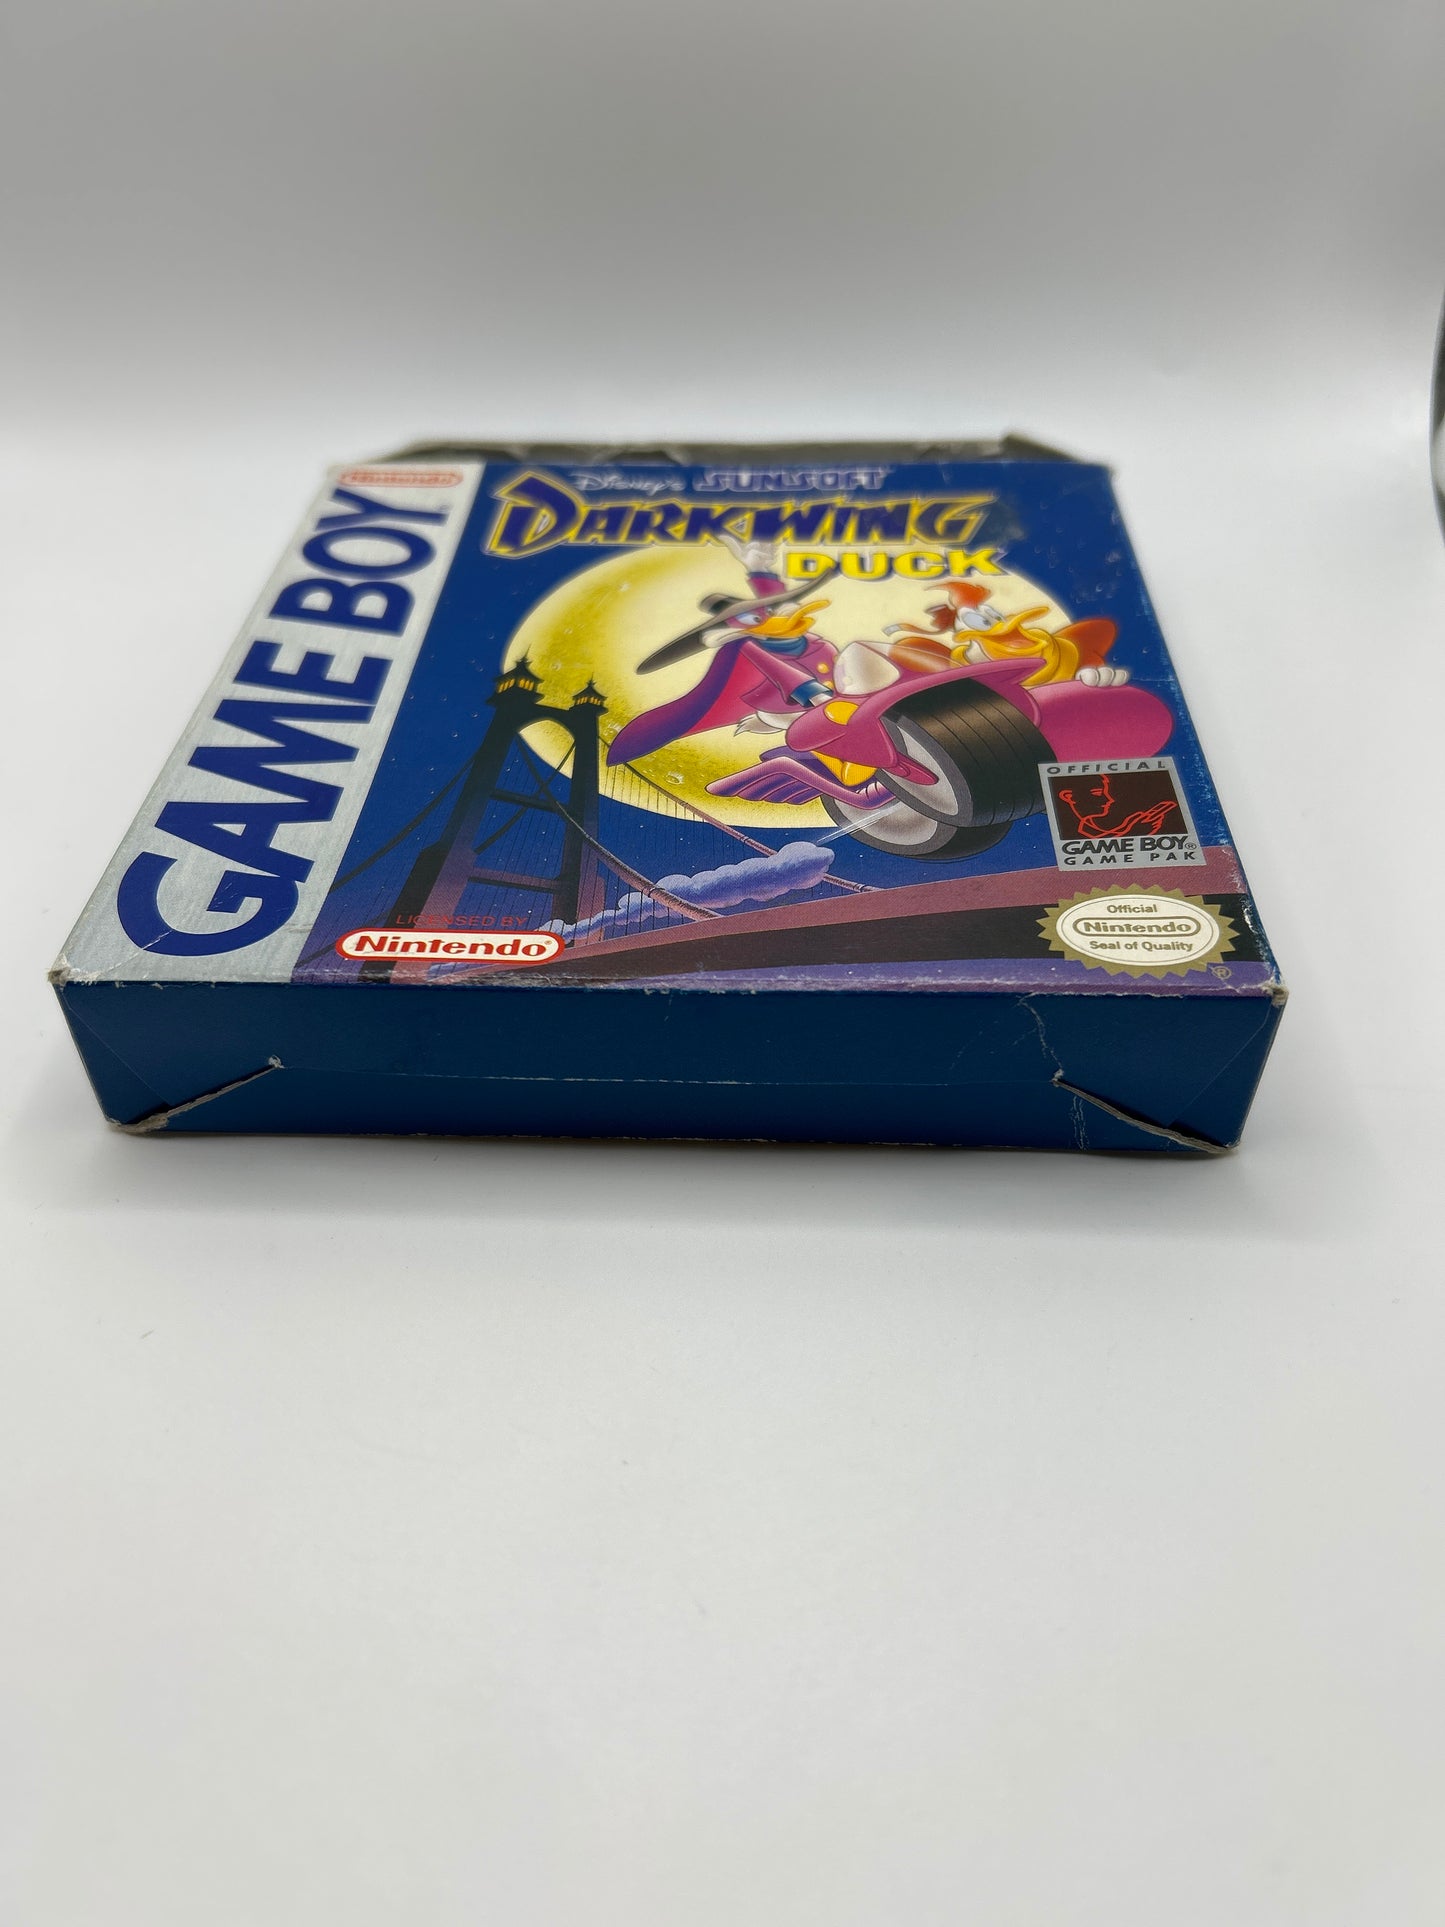 Nintendo
GAME BOY
Disney's SUNSOFT
DARKWING
DUCK
OFFICIAL
GAME BOY®
GAME PAK
LICENSED BY
Nintendo®
Official
Nintendo
Seal of Quality
®